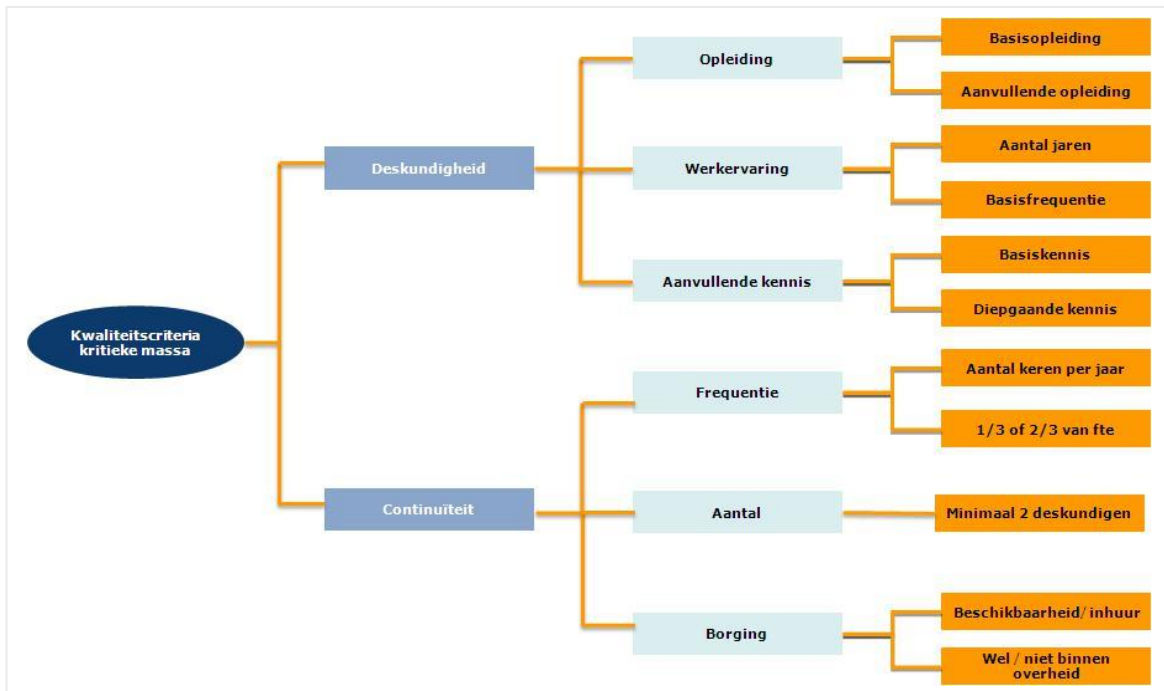 Kwaliteitscriteria
kritieke massa
Deskundigheid
Opleiding
Basisopleiding
Aanvullende opleiding
Werkervaring
Aantal jaren
Basisfrequentie
Aanvullende kennis
Basiskennis
Diepgaande kennis
Continuïteit
Frequentie
Aantal keren per jaar
1/3 of 2/3 van fte
Aantal
Minimaal 2 deskundigen
Borging
Beschikbaarheid/ inhuur
Wel / niet binnen
overheid